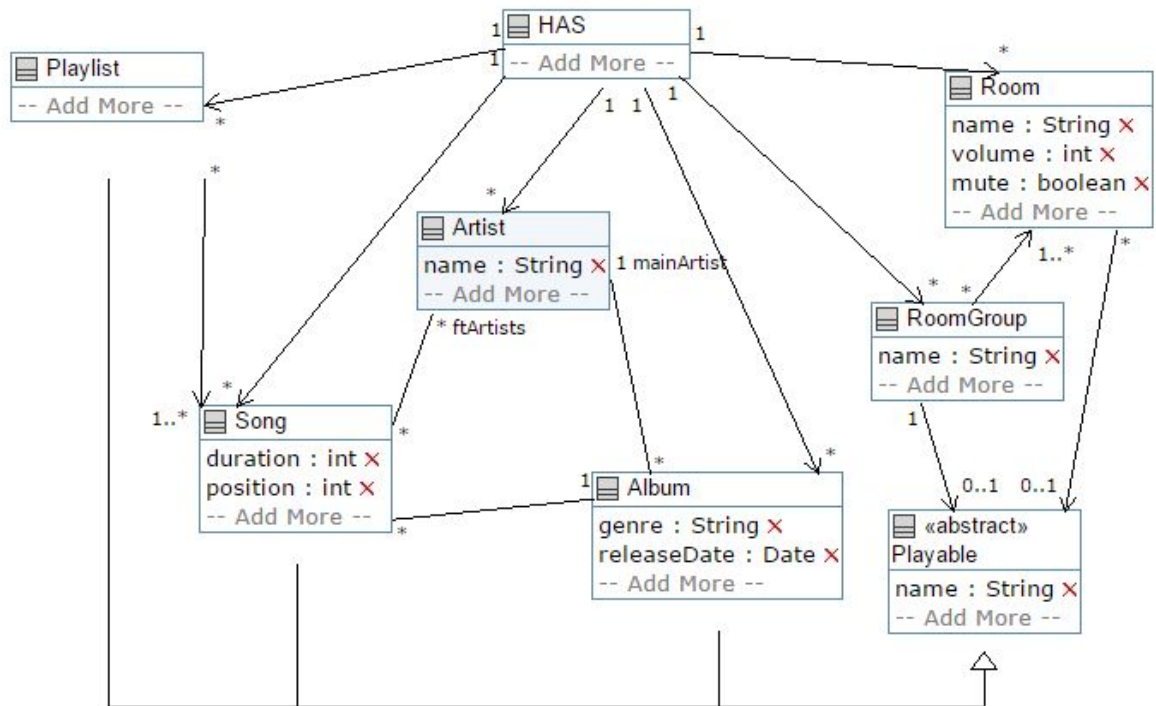 HAS
-- Add More --
1
1
1
1
1
1
Playlist
-- Add More --
*
*
*
Room
name : String ×
volume : int ×
mute : boolean ×
-- Add More --
*
*
Artist
name : String ×
-- Add More --
1 mainArtist
* ftArtists
1..*
*
*
RoomGroup
name : String ×
-- Add More --
1
1..*
*
Song
duration : int ×
position : int ×
-- Add More --
*
*
1
*
*
Album
genre : String ×
releaseDate : Date ×
-- Add More --
0..1
0..1
«abstract»
Playable
name : String ×
-- Add More --